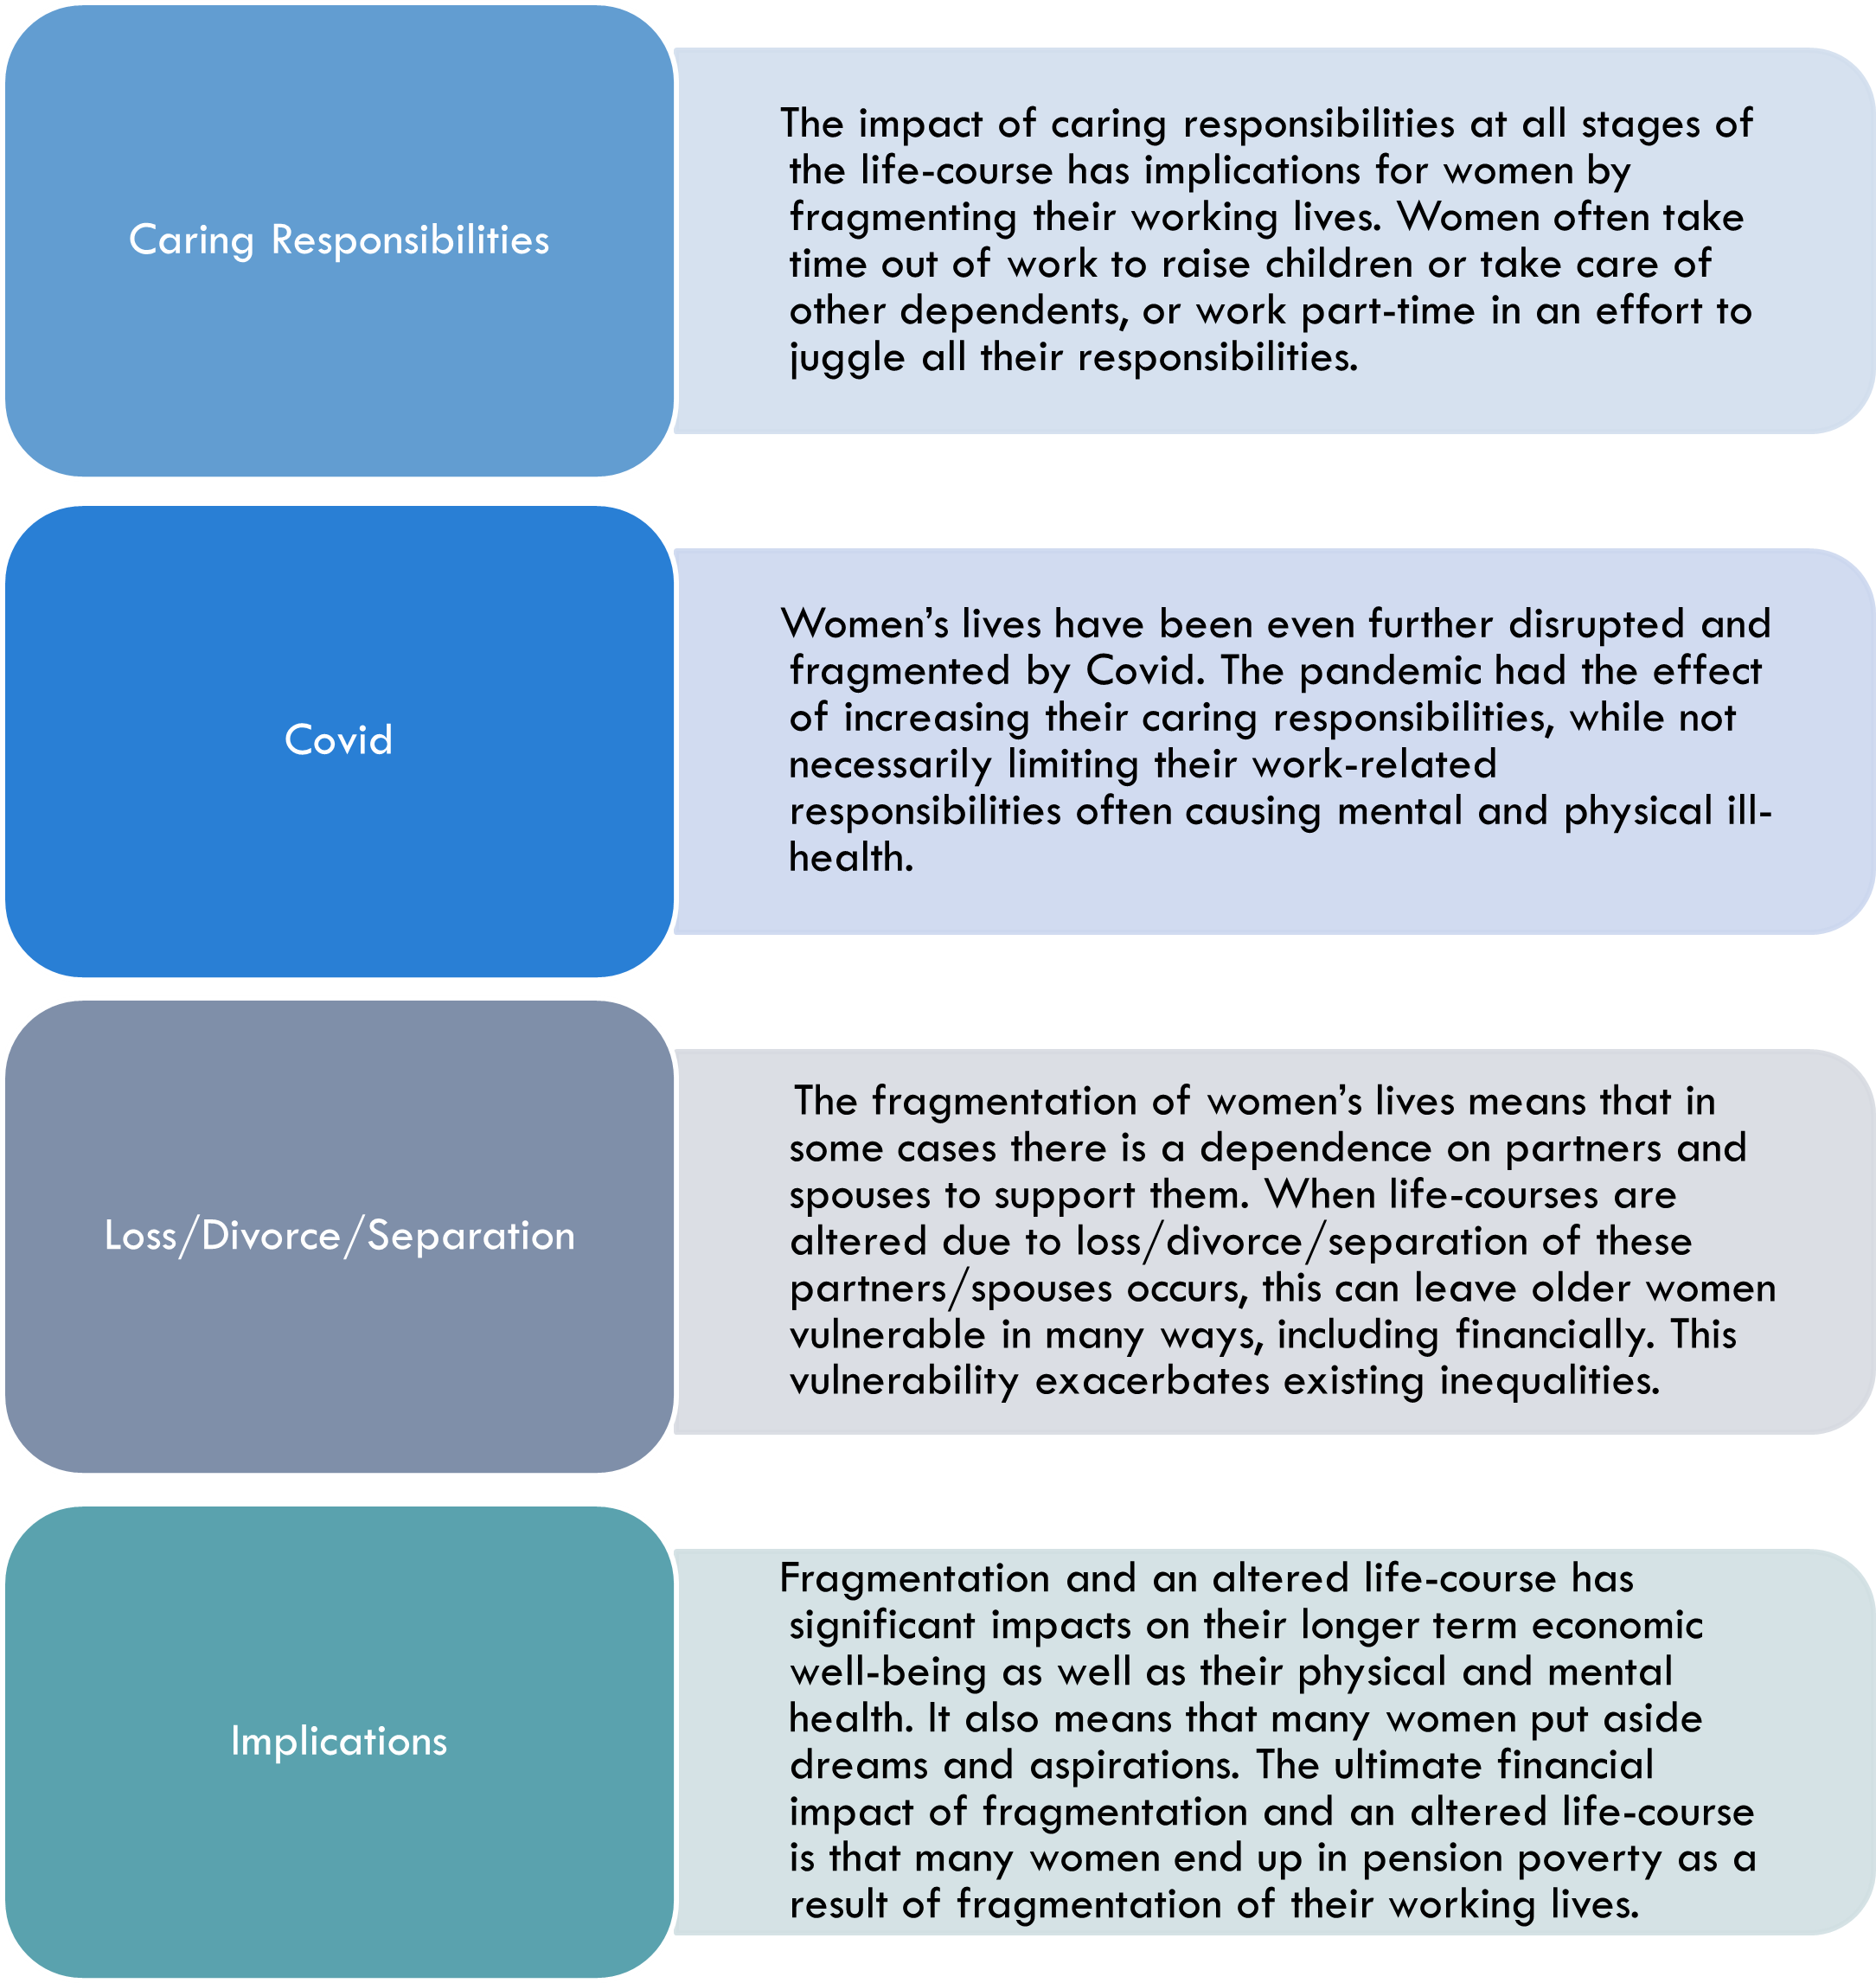 Caring Responsibilities
The impact of caring responsibilities at all stages of
the life-course has implications for women by
fragmenting their working lives. Women often take
time out of work to raise children or take care of
other dependents, or work part-time in an effort to
juggle all their responsibilities.
Covid
Women’s lives have been even further disrupted and
fragmented by Covid. The pandemic had the effect
of increasing their caring responsibilities, while not
necessarily limiting their work-related
responsibilities often causing mental and physical ill-
health.
Loss/Divorce/Separation
The fragmentation of women’s lives means that in
some cases there is a dependence on partners and
spouses to support them. When life-courses are
altered due to loss/divorce/separation of these
partners/spouses occurs, this can leave older women
vulnerable in many ways, including financially. This
vulnerability exacerbates existing inequalities.
Implications
Fragmentation and an altered life-course has
significant impacts on their longer term economic
well-being as well as their physical and mental
health. It also means that many women put aside
dreams and aspirations. The ultimate financial
impact of fragmentation and an altered life-course
is that many women end up in pension poverty as a
result of fragmentation of their working lives.